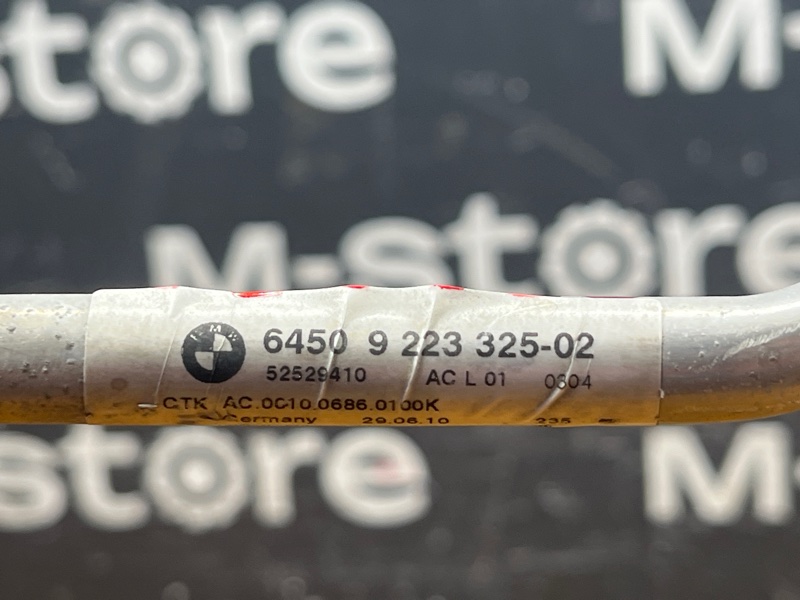 M-store
M-
M-store
BMW 6450 9 223 325-02
52529410 AC L 01 0304
CTK AC.0010.0686.0100K
Germany 29.06.10 235
store
M-